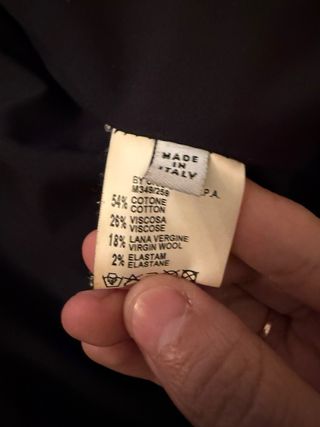 MADE
IN
ITALY
BY
M349/259
P.A.
54% COTONE
COTTON
26% VISCOSA
VISCOSE
18% LANA VERGINE
VIRGIN WOOL
2% ELASTAM
ELASTANE